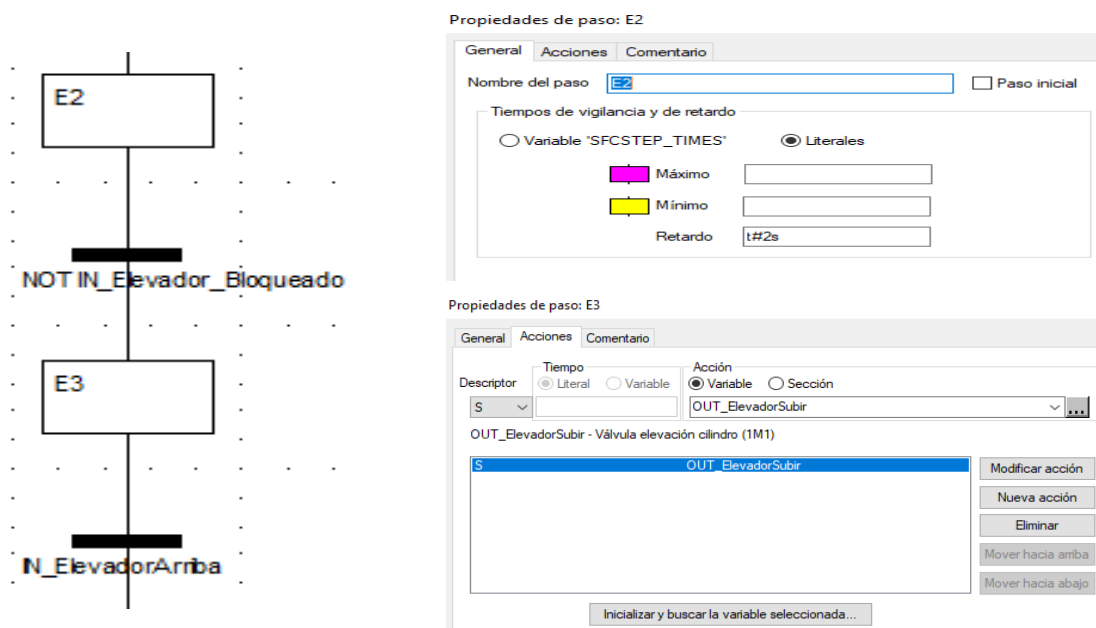 E2
NOT IN_Elevador_Bloqueado
E3
IN_ElevadorArriba
Propiedades de paso: E2
General Acciones Comentario
Nombre del paso E2 Paso inicial
Tiempos de vigilancia y de retardo
Variable "SFCSTEP_TIMES" Literales
Máximo
Mínimo
Retardo t#2s
Propiedades de paso: E3
General Acciones Comentario
Tiempo Acción
Descriptor Literal Variable Variable Sección
S OUT_ElevadorSubir ...
OUT_ElevadorSubir - Válvula elevación cilindro (1M1)
S OUT_ElevadorSubir
Modificar acción
Nueva acción
Eliminar
Mover hacia arriba
Mover hacia abajo
Inicializar y buscar la variable seleccionada...